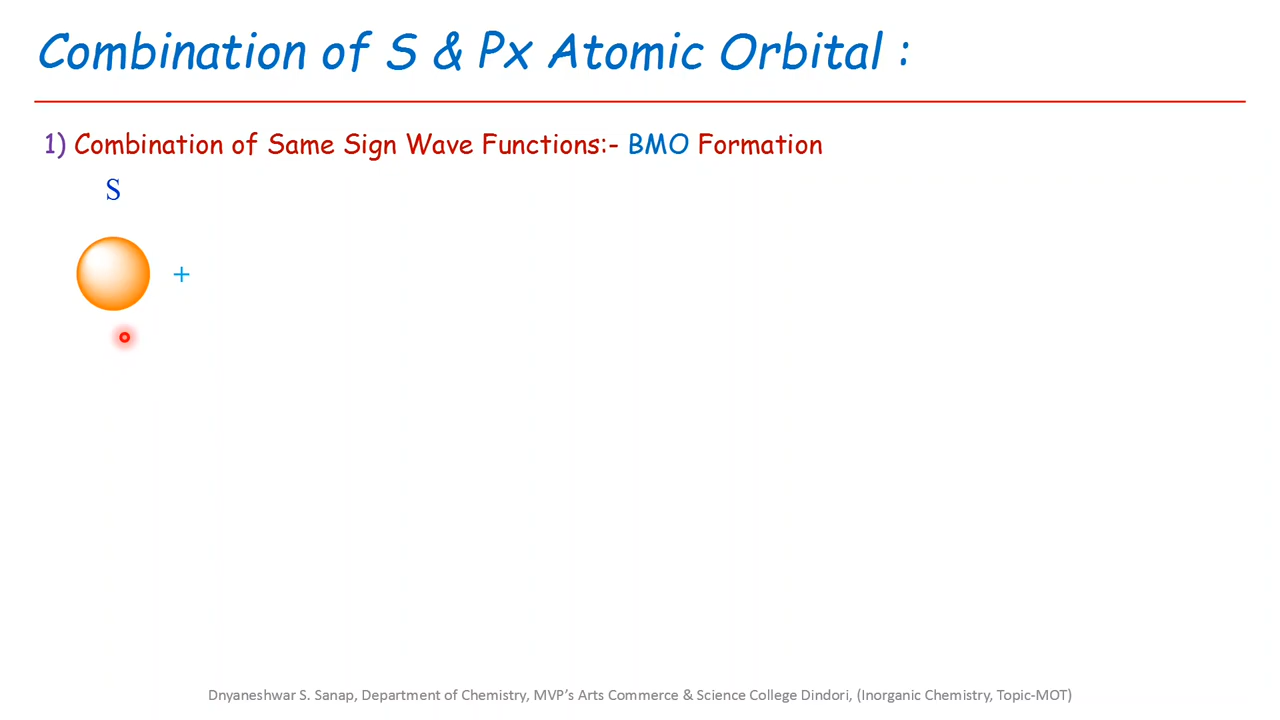 Combination of S & Px Atomic Orbital :
1) Combination of Same Sign Wave Functions:- BMO Formation
S
+
Dnyaneshwar S. Sanap, Department of Chemistry, MVP's Arts Commerce & Science College Dindori, (Inorganic Chemistry, Topic-MOT)